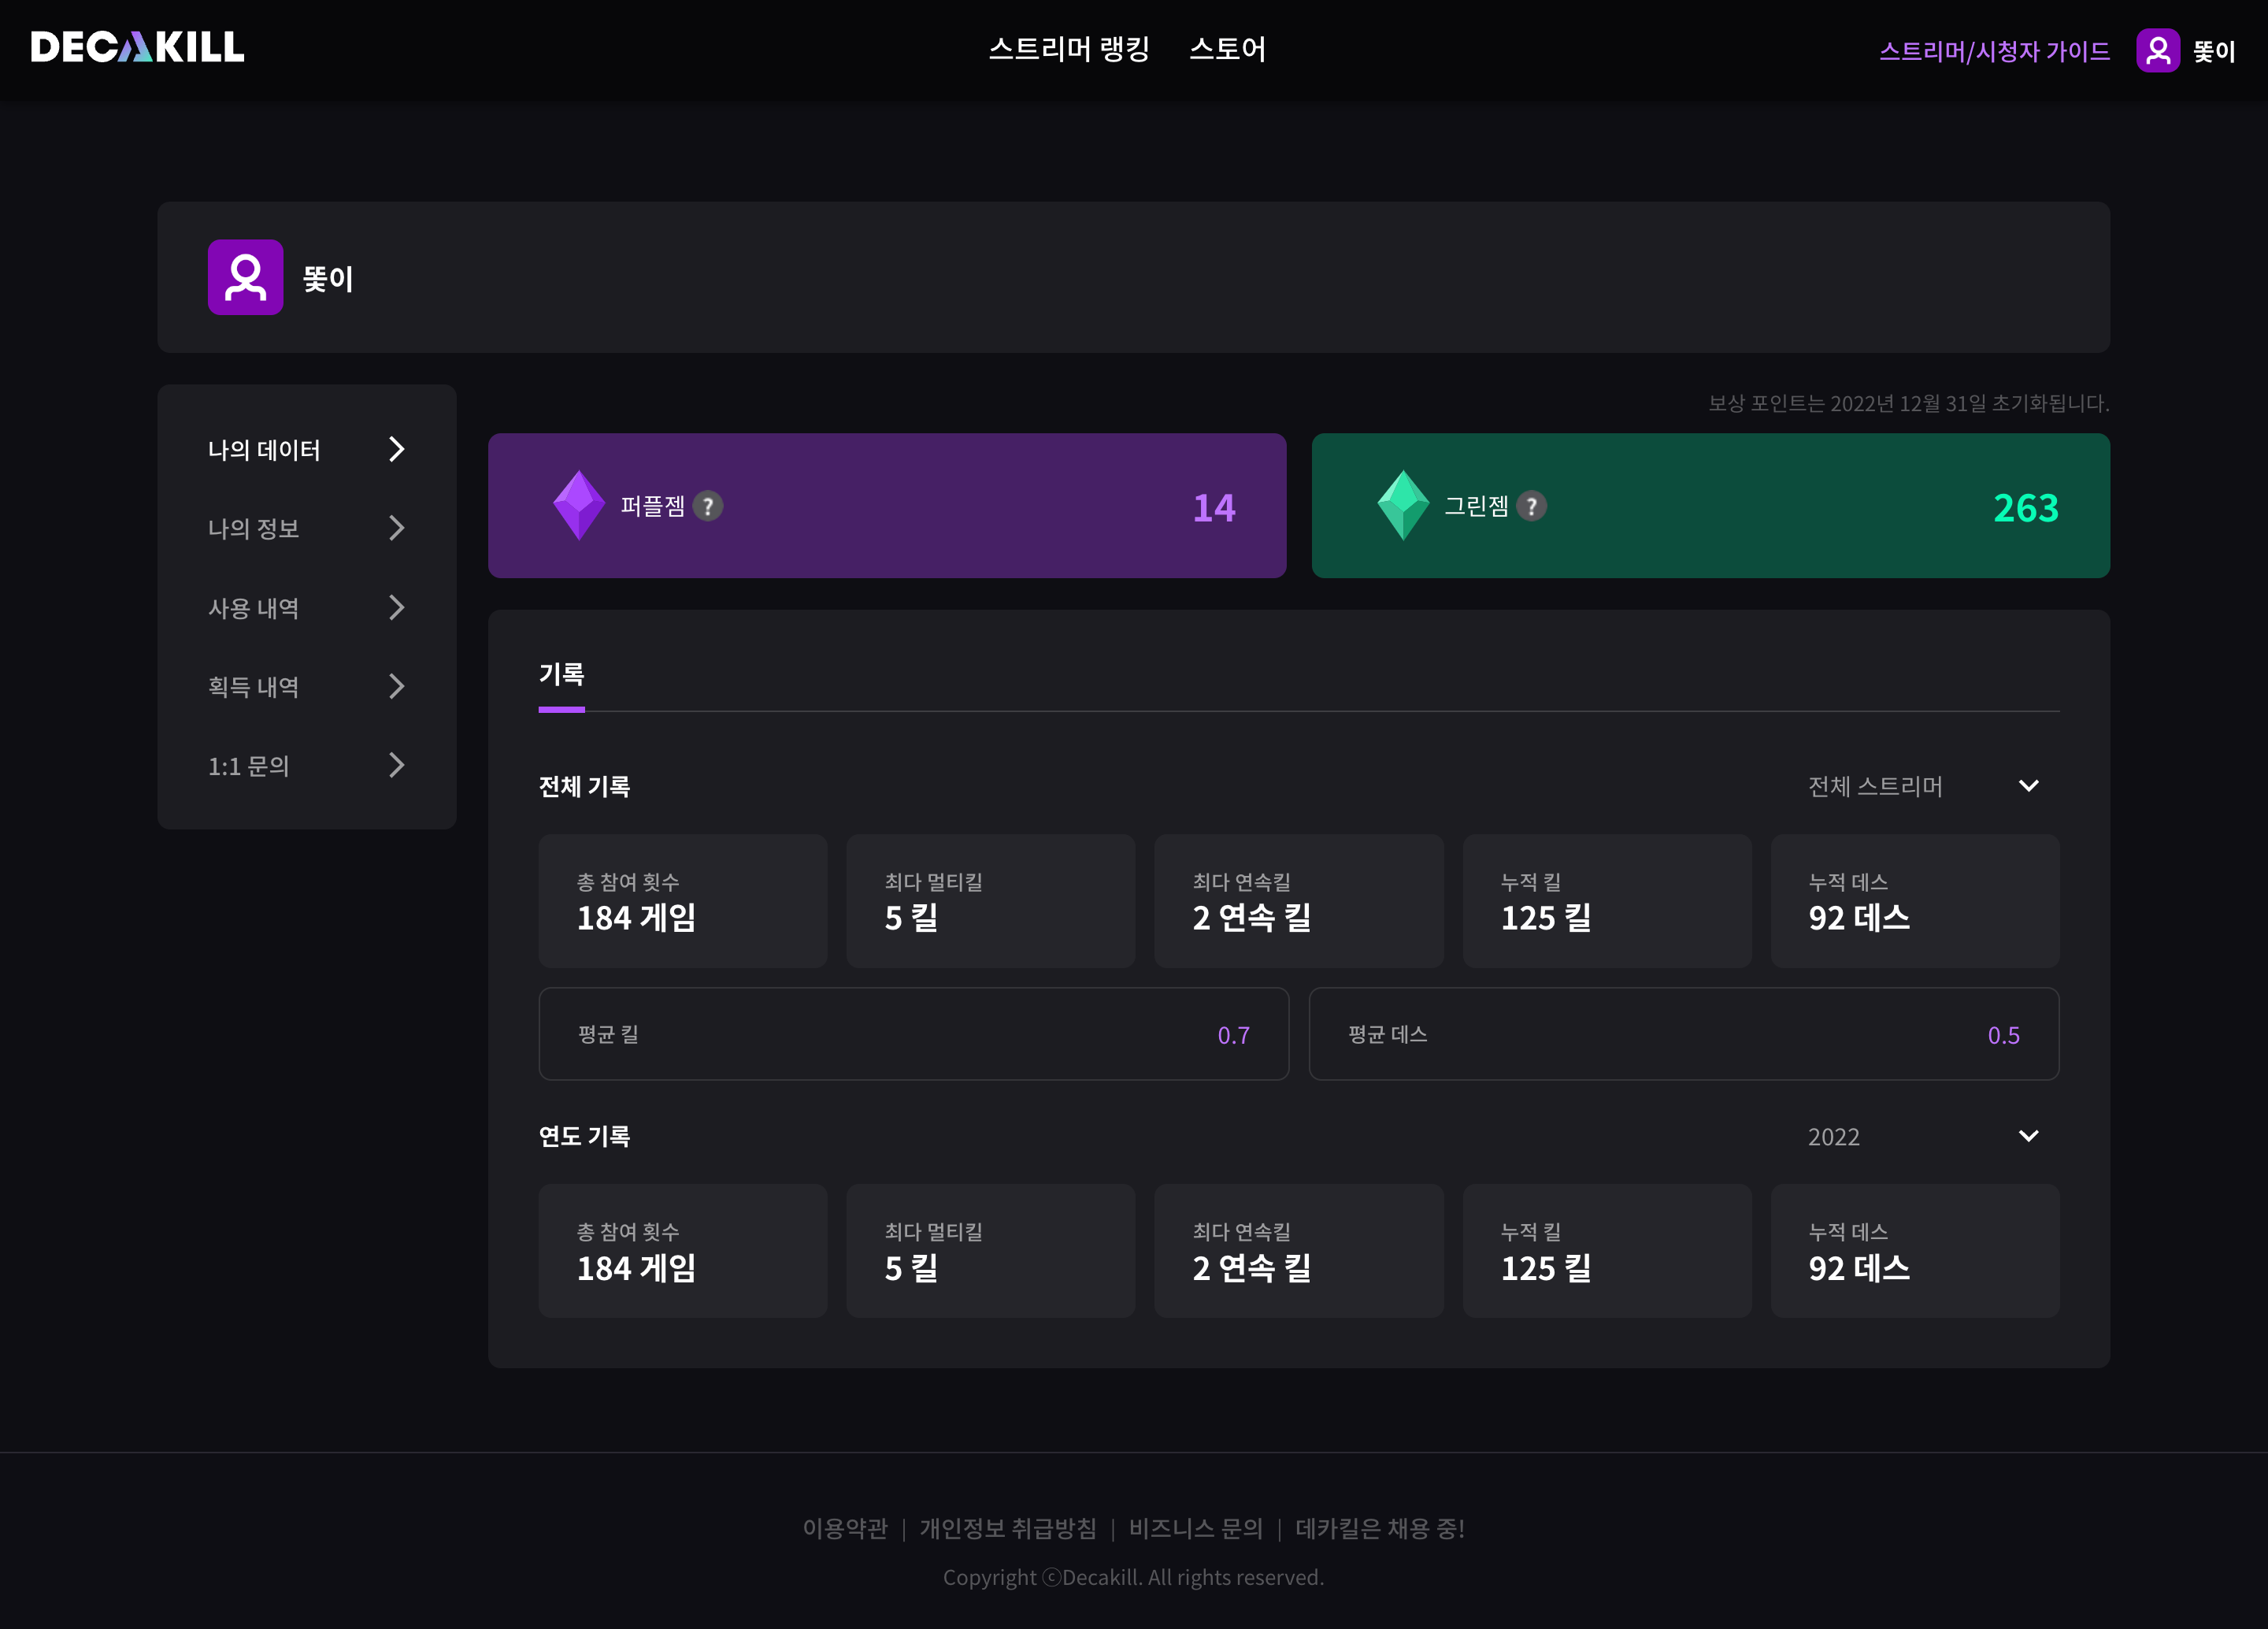 DECAKILL
스트리머 랭킹 스토어
스트리머/시청자 가이드 똧이
똧이
나의 데이터
나의 정보
사용 내역
획득 내역
1:1 문의
보상 포인트는 2022년 12월 31일 초기화됩니다.
퍼플젬 ? 14
그린젬 ? 263
기록
전체 기록 전체 스트리머
총 참여 횟수 최다 멀티킬 최다 연속킬 누적 킬 누적 데스
184 게임 5 킬 2 연속 킬 125 킬 92 데스
평균 킬 0.7 평균 데스 0.5
연도 기록 2022
총 참여 횟수 최다 멀티킬 최다 연속킬 누적 킬 누적 데스
184 게임 5 킬 2 연속 킬 125 킬 92 데스
이용약관 | 개인정보 취급방침 | 비즈니스 문의 | 데카킬은 채용 중!
Copyright ⓒDecakill. All rights reserved.